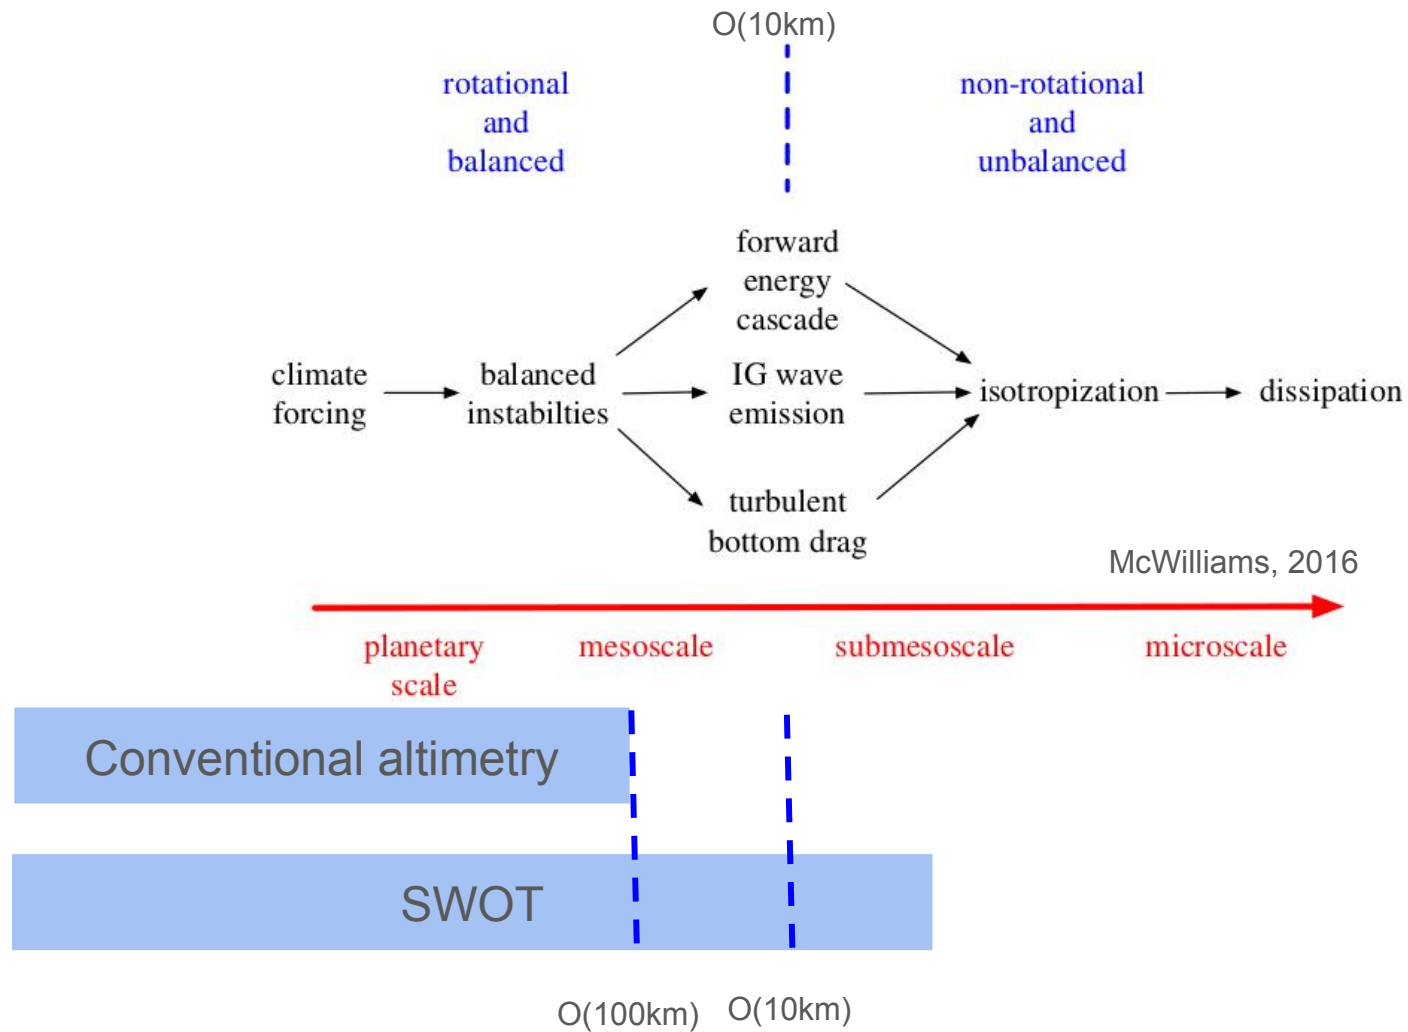 O(10km)
rotational
and
balanced
non-rotational
and
unbalanced
forward
energy
cascade
climate
forcing
balanced
instabilties
IG wave
emission
isotropization
dissipation
turbulent
bottom drag
McWilliams, 2016
planetary
scale
mesoscale
submesoscale
microscale
Conventional altimetry
SWOT
O(100km)
O(10km)